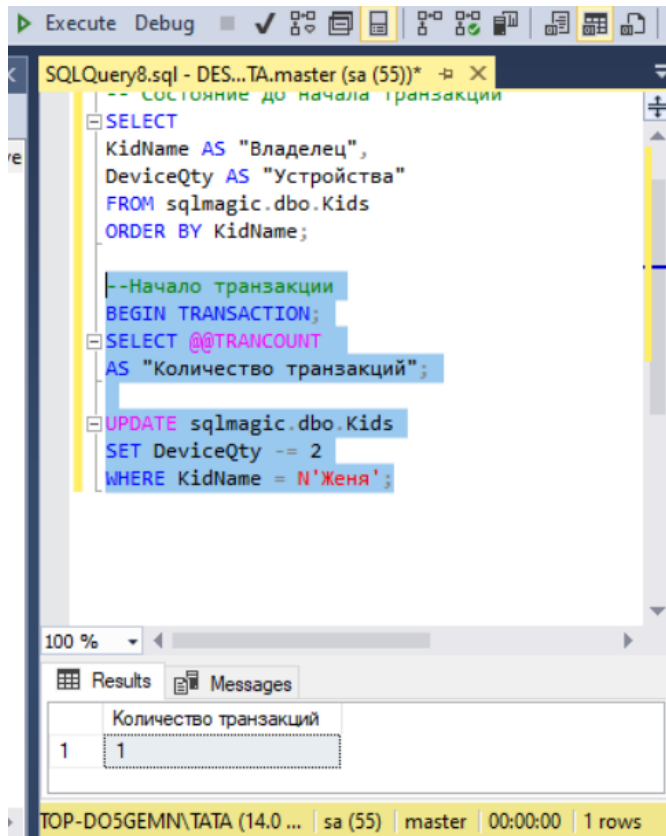 Execute Debug
SQLQuery8.sql - DES...TA.master (sa (55))*
-- Состояние до начала транзакции
SELECT
KidName AS "Владелец",
DeviceQty AS "Устройства"
FROM sqlmagic.dbo.Kids
ORDER BY KidName;
--Начало транзакции
BEGIN TRANSACTION;
SELECT @@TRANCOUNT
AS "Количество транзакций";
UPDATE sqlmagic.dbo.Kids
SET DeviceQty -= 2
WHERE KidName = N'Женя';
100 %
Results Messages
Количество транзакций
1 1
TOP-DO5GEMN\TATA (14.0 ... sa (55) master 00:00:00 1 rows